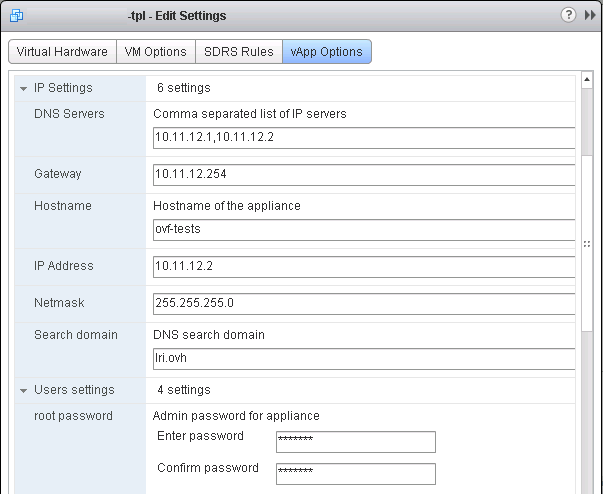 -tpl - Edit Settings
Virtual Hardware VM Options SDRS Rules vApp Options
IP Settings 6 settings
DNS Servers Comma separated list of IP servers
10.11.12.1,10.11.12.2
Gateway 10.11.12.254
Hostname Hostname of the appliance
ovf-tests
IP Address 10.11.12.2
Netmask 255.255.255.0
Search domain DNS search domain
lri.ovh
Users settings 4 settings
root password Admin password for appliance
Enter password *******
Confirm password *******